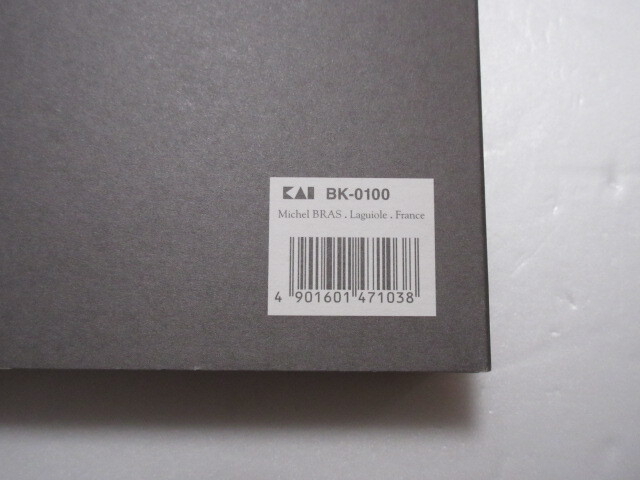 KAI BK-0100
Michel BRAS . Laguiole . France
4 901601 471038